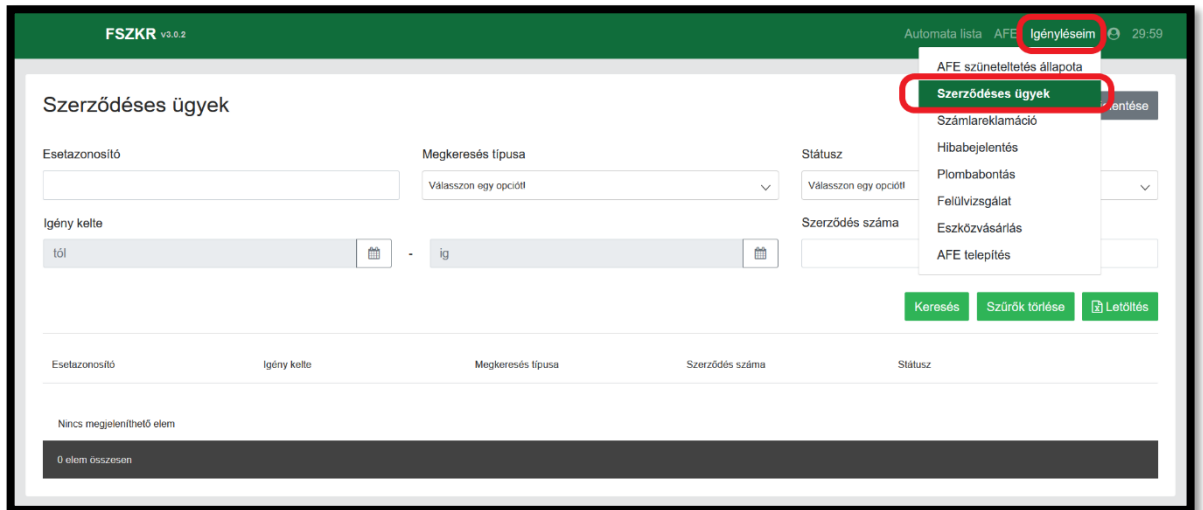 FSZKR v3.0.2
Automata lista AFE Igényléseim 29:59
AFE szüneteltetés állapota
Szerződéses ügyek
Számlareklamáció
Hibabejelentés
Plombabontás
Felülvizsgálat
Eszközvásárlás
AFE telepítés
Szerződéses ügyek
Esetazonosító Megkeresés típusa Státusz
Válasszon egy opciót! Válasszon egy opciót!
Igény kelte Szerződés száma
tól - ig
Keresés Szűrők törlése Letöltés
Esetazonosító Igény kelte Megkeresés típusa Szerződés száma Státusz
Nincs megjeleníthető elem
0 elem összesen